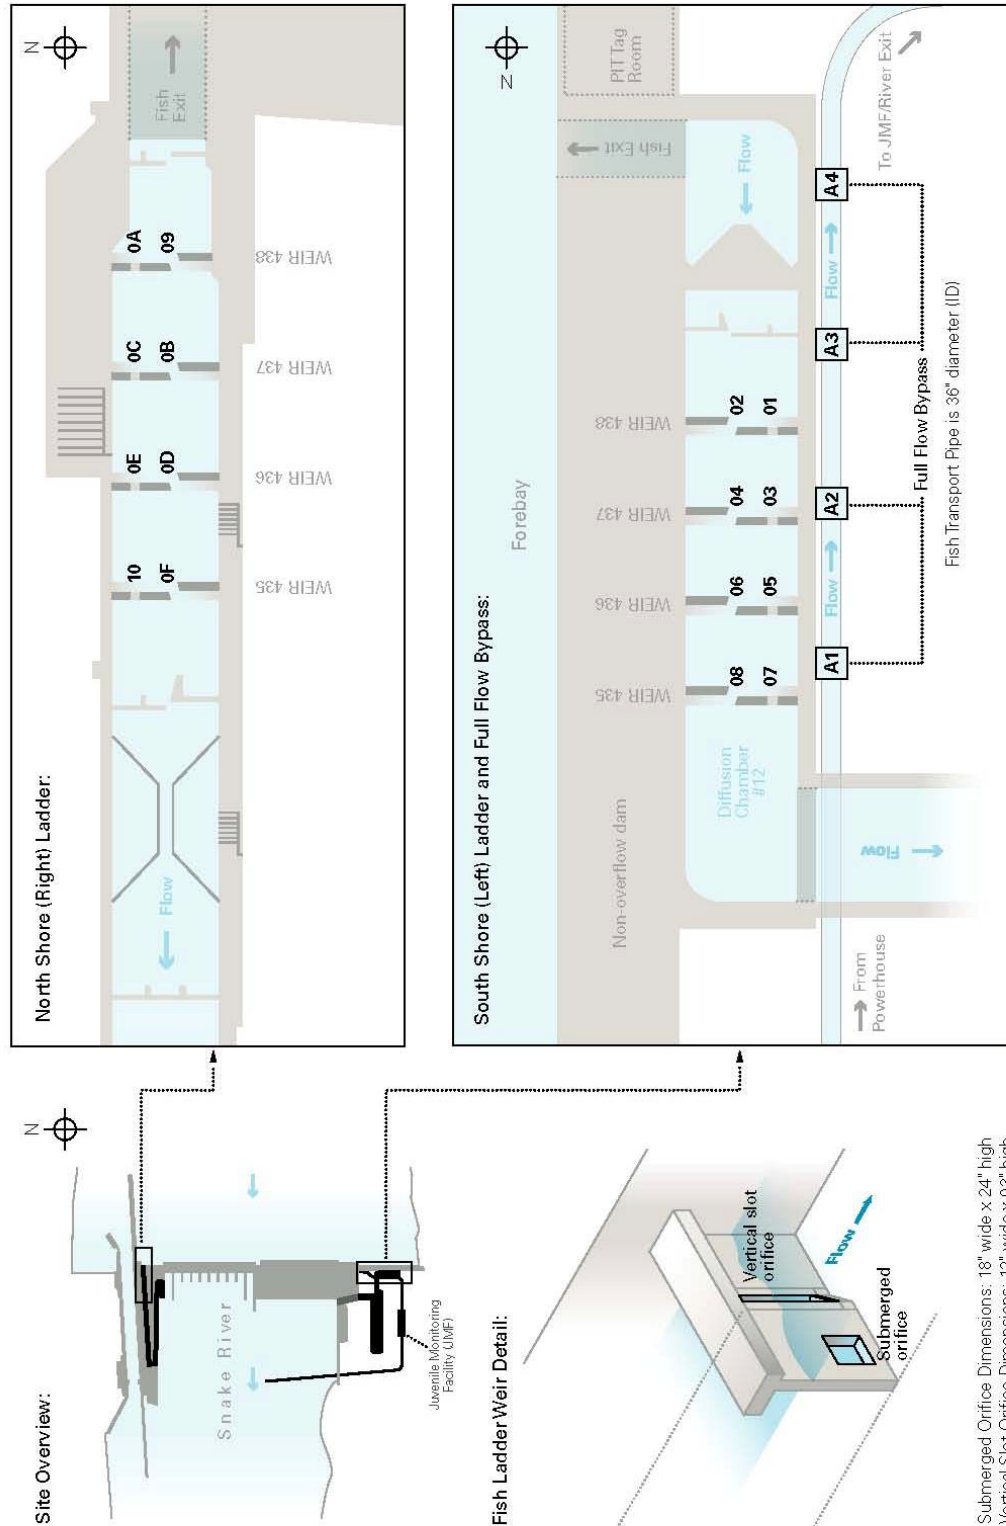 Site Overview:
N
Snake River
Juvenile Monitoring
Facility (JMF)
Fish Ladder Weir Detail:
Vertical slot
orifice
Flow
Submerged
orifice
Submerged Orifice Dimensions: 18" wide x 24" high
North Shore (Right) Ladder:
N
Flow
10
0F
0E
0D
0C
0B
0A
09
Fish
Exit
WEIR 435
WEIR 436
WEIR 437
WEIR 438
South Shore (Left) Ladder and Full Flow Bypass:
N
Forebay
Non-overflow dam
PIT Tag
Room
Fish Exit
WEIR 435
WEIR 436
WEIR 437
WEIR 438
Diffusion
Chamber
#12
08
07
06
05
04
03
02
01
Flow
Flow
From
Powerhouse
A1
Flow
A2
A3
Flow
A4
To JMF/River Exit
Full Flow Bypass
Fish Transport Pipe is 36" diameter (ID)